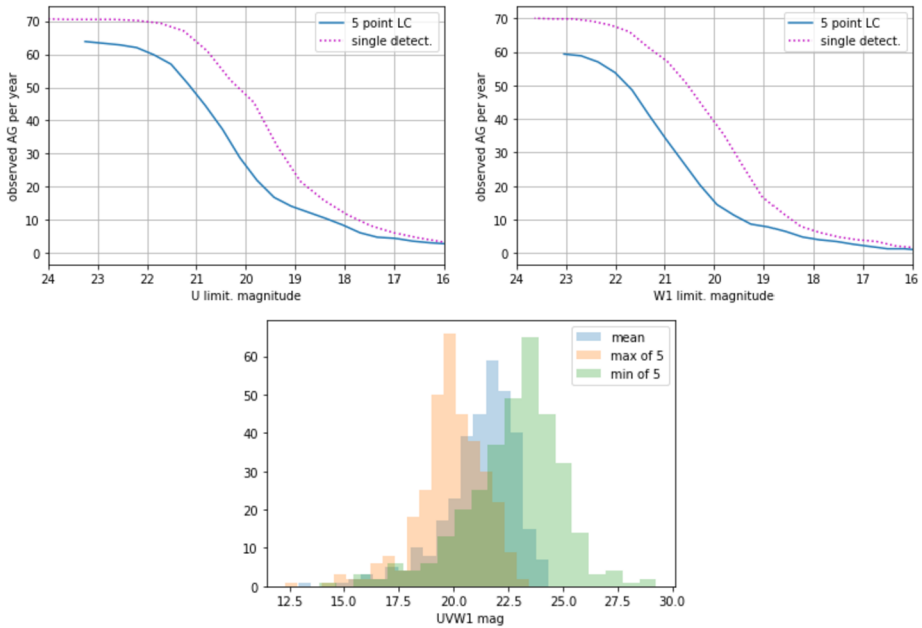 observed AG per year
70
60
50
40
30
20
10
0
5 point LC
single detect.
24 23 22 21 20 19 18 17 16
U limit. magnitude
observed AG per year
70
60
50
40
30
20
10
0
5 point LC
single detect.
24 23 22 21 20 19 18 17 16
W1 limit. magnitude
60
50
40
30
20
10
0
mean
max of 5
min of 5
12.5 15.0 17.5 20.0 22.5 25.0 27.5 30.0
UVW1 mag